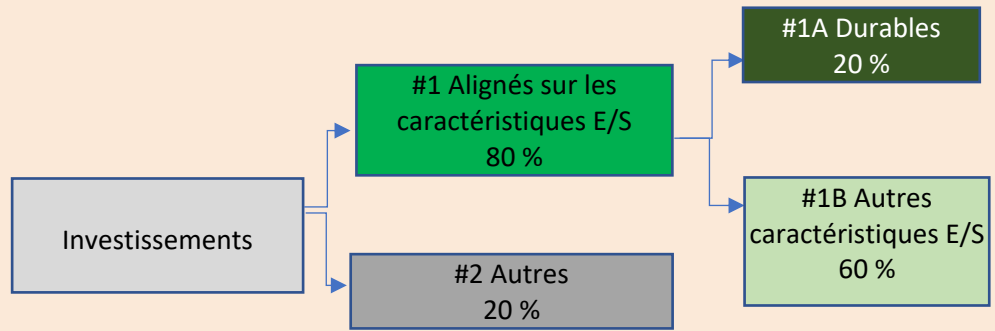 #1A Durables
20 %
#1 Alignés sur les
caractéristiques E/S
80 %
#1B Autres
caractéristiques E/S
60 %
Investissements
#2 Autres
20 %